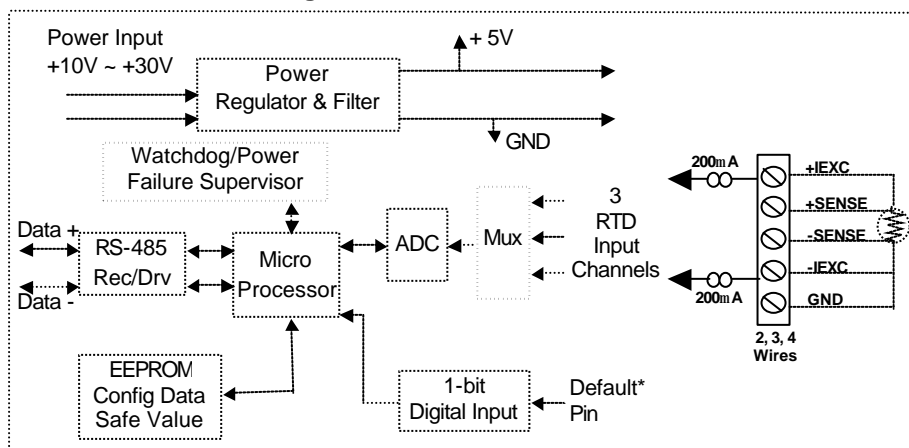 Power Input
+10V ~ +30V
Power
Regulator & Filter
+ 5V
GND
Watchdog/Power
Failure Supervisor
Data +
Data -
RS-485
Rec/Drv
Micro
Processor
ADC
Mux
3
RTD
Input
Channels
200mA
200mA
+IEXC
+SENSE
-SENSE
-IEXC
GND
2, 3, 4
Wires
EEPROM
Config Data
Safe Value
1-bit
Digital Input
Default*
Pin